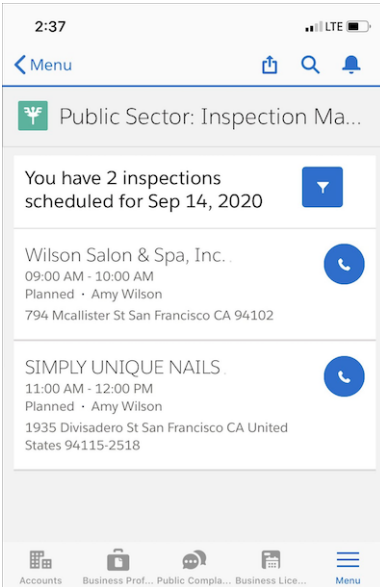 2:37
LTE
Menu
Public Sector: Inspection Ma...
You have 2 inspections
scheduled for Sep 14, 2020
Wilson Salon & Spa, Inc. .
09:00 AM - 10:00 AM
Planned • Amy Wilson
794 Mcallister St San Francisco CA 94102
SIMPLY UNIQUE NAILS .
11:00 AM - 12:00 PM
Planned • Amy Wilson
1935 Divisadero St San Francisco CA United
States 94115-2518
Accounts Business Prof... Public Compla... Business Lice... Menu